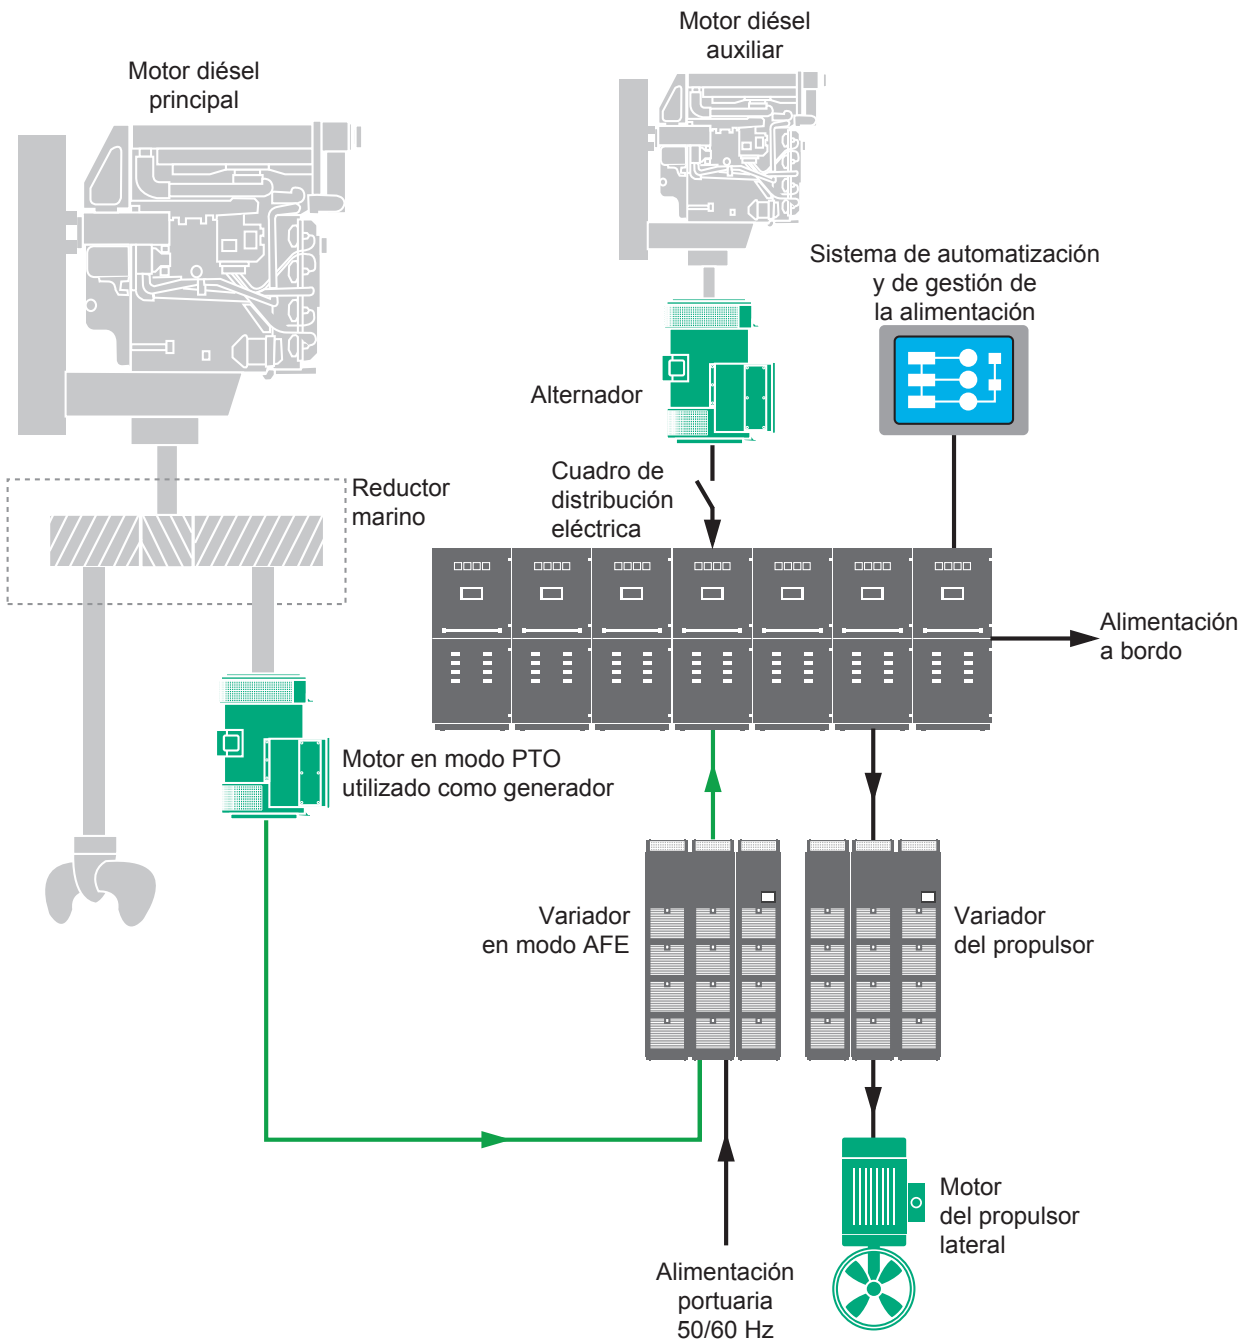 Motor diésel
auxiliar
Motor diésel
principal
Sistema de automatización
y de gestión de
la alimentación
Alternador
Cuadro de
distribución
eléctrica
Reductor
marino
Alimentación
a bordo
Motor en modo PTO
utilizado como generador
Variador
en modo AFE
Variador
del propulsor
Motor
del propulsor
lateral
Alimentación
portuaria
50/60 Hz